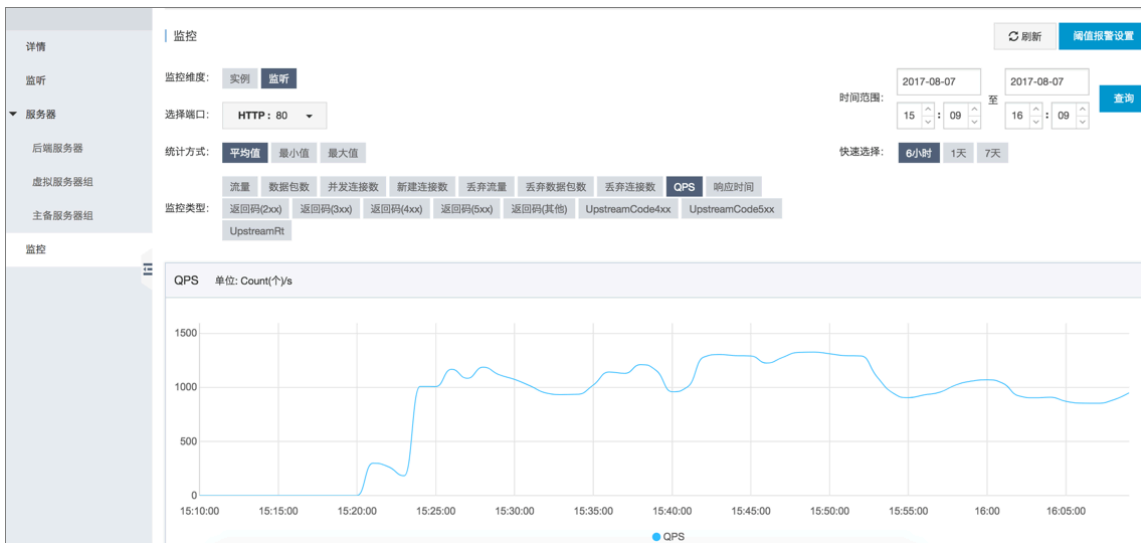 详情
监听
服务器
后端服务器
虚拟服务器组
主备服务器组
监控
监控
刷新
阈值报警设置
监控维度: 实例 监听
选择端口: HTTP : 80
时间范围: 2017-08-07 15 : 09 至 2017-08-07 16 : 09 查询
统计方式: 平均值 最小值 最大值
快速选择: 6小时 1天 7天
监控类型: 流量 数据包数 并发连接数 新建连接数 丢弃流量 丢弃数据包数 丢弃连接数 QPS 响应时间
返回码(2xx) 返回码(3xx) 返回码(4xx) 返回码(5xx) 返回码(其他) UpstreamCode4xx UpstreamCode5xx
UpstreamRt
QPS 单位: Count(个)/s
1500
1000
500
0
15:10:00 15:15:00 15:20:00 15:25:00 15:30:00 15:35:00 15:40:00 15:45:00 15:50:00 15:55:00 16:00 16:05:00
QPS